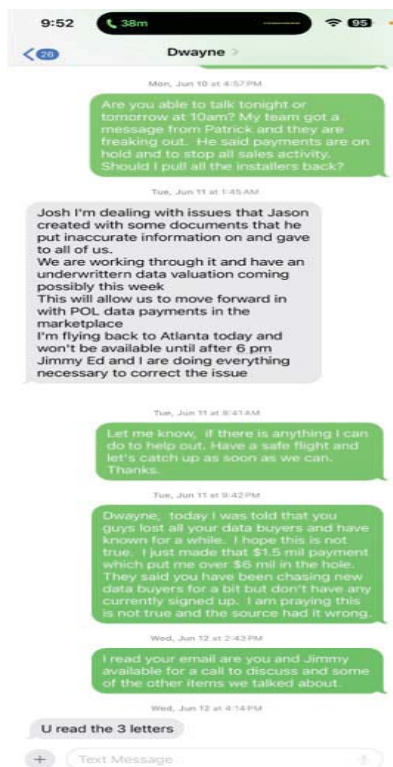 9:52
38m
95
26
Dwayne
Mon, Jun 10 at 4:57 PM
Are you able to talk tonight or
tomorrow at 10am? My team got a
message from Patrick and they are
freaking out. He said payments are on
hold and to stop all sales activity.
Should I pull all the installers back?
Tue, Jun 11 at 1:45 AM
Josh I'm dealing with issues that Jason
created with some documents that he
put inaccurate information on and gave
to all of us.
We are working through it and have an
underwrittern data valuation coming
possibly this week
This will allow us to move forward in
with POL data payments in the
marketplace
I'm flying back to Atlanta today and
won't be available until after 6 pm
Jimmy Ed and I are doing everything
necessary to correct the issue
Tue, Jun 11 at 8:41 AM
Let me know, if there is anything I can
do to help out. Have a safe flight and
let's catch up as soon as we can.
Thanks.
Tue, Jun 11 at 9:42 PM
Dwayne, today I was told that you
guys lost all your data buyers and have
known for a while. I hope this is not
true. I just made that $1.5 mil payment
which put me over $6 mil in the hole.
They said you have been chasing new
data buyers for a bit but don't have any
currently signed up. I am praying this
is not true and the source had it wrong.
Wed, Jun 12 at 2:43 PM
I read your email are you and Jimmy
available for a call to discuss and some
of the other items we talked about.
Wed, Jun 12 at 4:14 PM
U read the 3 letters
Text Message